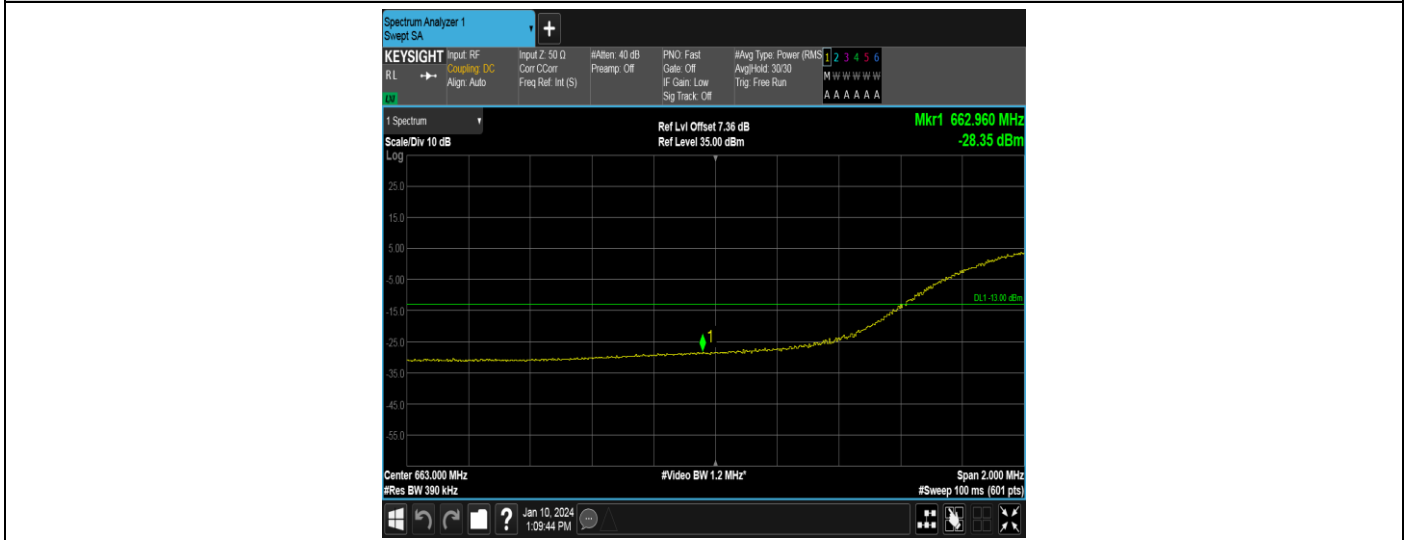 Spectrum Analyzer 1
Swept SA
+
KEYSIGHT Input: RF Input Z: 50 Ω #Atten: 40 dB PNO: Fast #Avg Type: Power (RMS 1 2 3 4 5 6
RL Coupling: DC Corr CCorr Preamp: Off Gate: Off Avg|Hold: 30/30 M W W W W W
Align: Auto Freq Ref: Int (S) IF Gain: Low Trig: Free Run
Sig Track: Off A A A A A A
1 Spectrum Ref Lvl Offset 7.36 dB Mkr1 662.960 MHz
Scale/Div 10 dB Ref Level 35.00 dBm -28.35 dBm
Log
25.0
15.0
5.00
-5.00
DL1 -13.00 dBm
-15.0
1
-25.0
-35.0
-45.0
-55.0
Center 663.000 MHz #Video BW 1.2 MHz* Span 2.000 MHz
#Res BW 390 kHz #Sweep 100 ms (601 pts)
? Jan 10, 2024
1:09:44 PM